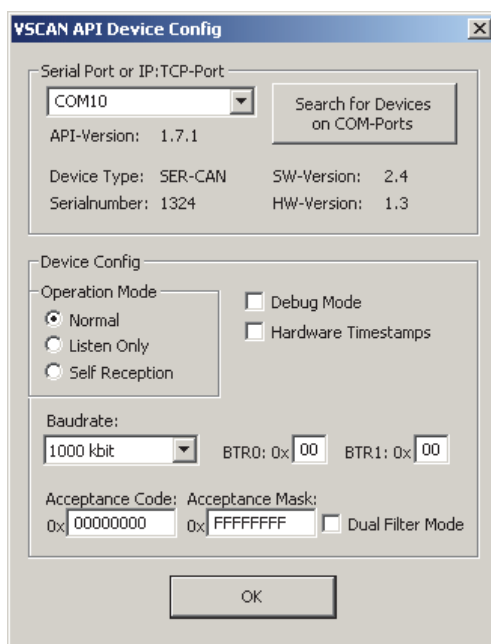 VSCAN API Device Config
Serial Port or IP:TCP-Port
COM10
Search for Devices
on COM-Ports
API-Version: 1.7.1
Device Type: SER-CAN SW-Version: 2.4
Serialnumber: 1324 HW-Version: 1.3
Device Config
Operation Mode
Normal
Listen Only
Self Reception
Debug Mode
Hardware Timestamps
Baudrate:
1000 kbit BTR0: 0x 00 BTR1: 0x 00
Acceptance Code: Acceptance Mask:
0x 00000000 0x FFFFFFFF Dual Filter Mode
OK